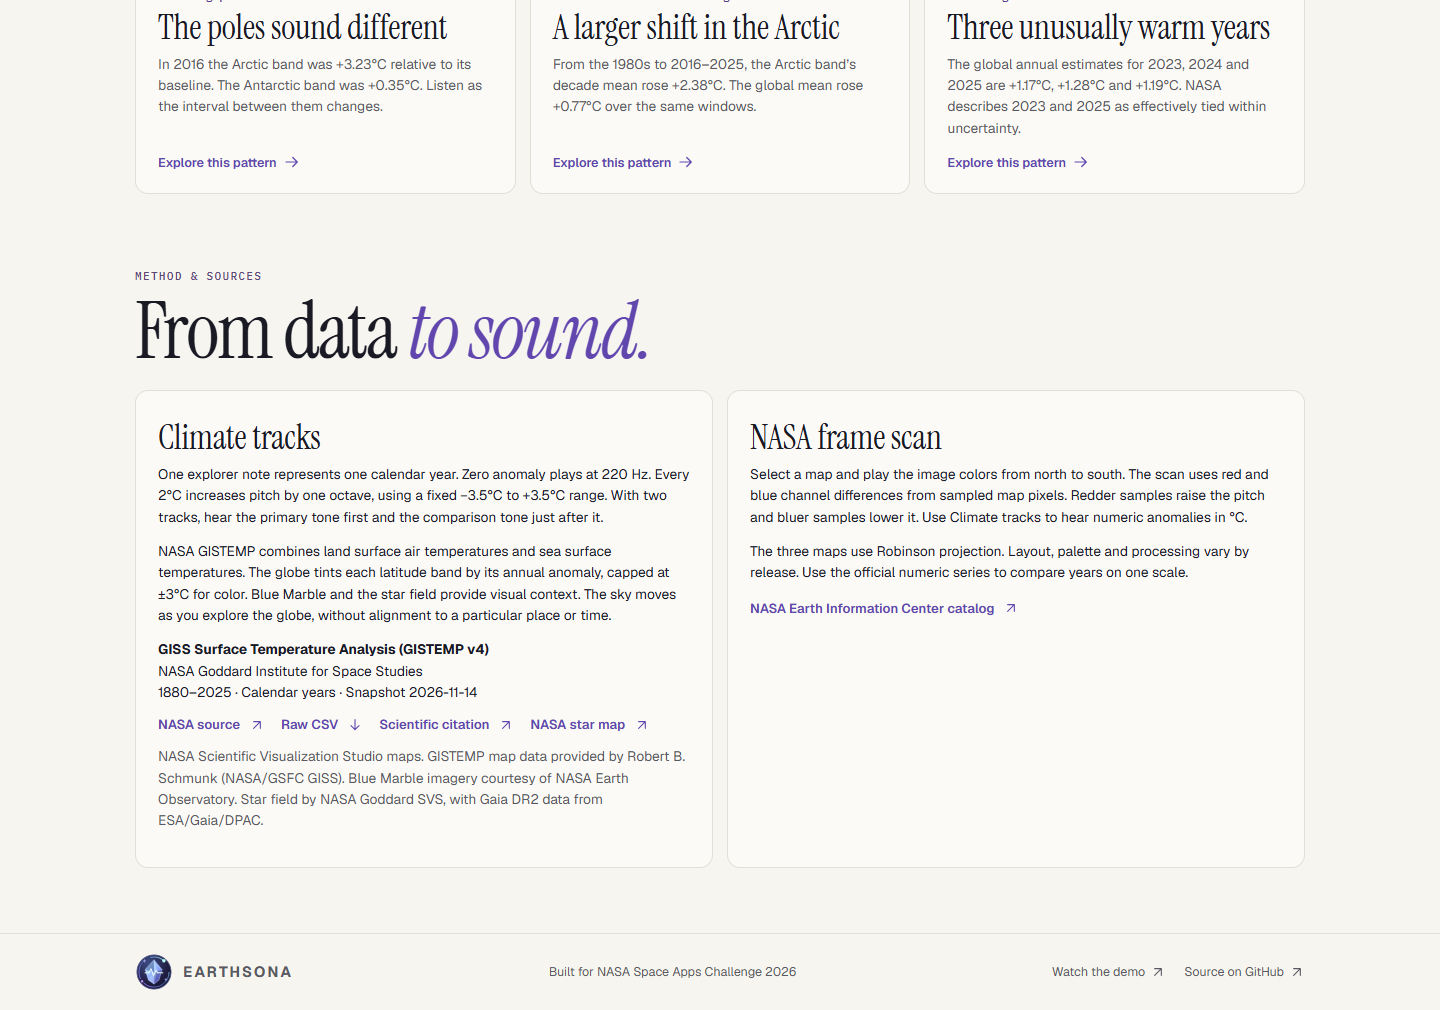 The poles sound different
In 2016 the Arctic band was +3.23°C relative to its
baseline. The Antarctic band was +0.35°C. Listen as
the interval between them changes.
Explore this pattern →
A larger shift in the Arctic
From the 1980s to 2016–2025, the Arctic band's
decade mean rose +2.38°C. The global mean rose
+0.77°C over the same windows.
Explore this pattern →
Three unusually warm years
The global annual estimates for 2023, 2024 and
2025 are +1.17°C, +1.28°C and +1.19°C. NASA
describes 2023 and 2025 as effectively tied within
uncertainty.
Explore this pattern →
METHOD & SOURCES
From data to sound.
Climate tracks
One explorer note represents one calendar year. Zero anomaly plays at 220 Hz. Every
2°C increases pitch by one octave, using a fixed −3.5°C to +3.5°C range. With two
tracks, hear the primary tone first and the comparison tone just after it.
NASA GISTEMP combines land surface air temperatures and sea surface
temperatures. The globe tints each latitude band by its annual anomaly, capped at
±3°C for color. Blue Marble and the star field provide visual context. The sky moves
as you explore the globe, without alignment to a particular place or time.
GISS Surface Temperature Analysis (GISTEMP v4)
NASA Goddard Institute for Space Studies
1880–2025 · Calendar years · Snapshot 2026-11-14
NASA source ↗ Raw CSV ↓ Scientific citation ↗ NASA star map ↗
NASA Scientific Visualization Studio maps. GISTEMP map data provided by Robert B.
Schmunk (NASA/GSFC GISS). Blue Marble imagery courtesy of NASA Earth
Observatory. Star field by NASA Goddard SVS, with Gaia DR2 data from
ESA/Gaia/DPAC.
NASA frame scan
Select a map and play the image colors from north to south. The scan uses red and
blue channel differences from sampled map pixels. Redder samples raise the pitch
and bluer samples lower it. Use Climate tracks to hear numeric anomalies in °C.
The three maps use Robinson projection. Layout, palette and processing vary by
release. Use the official numeric series to compare years on one scale.
NASA Earth Information Center catalog ↗
EARTHSONA
Built for NASA Space Apps Challenge 2026
Watch the demo ↗ Source on GitHub ↗